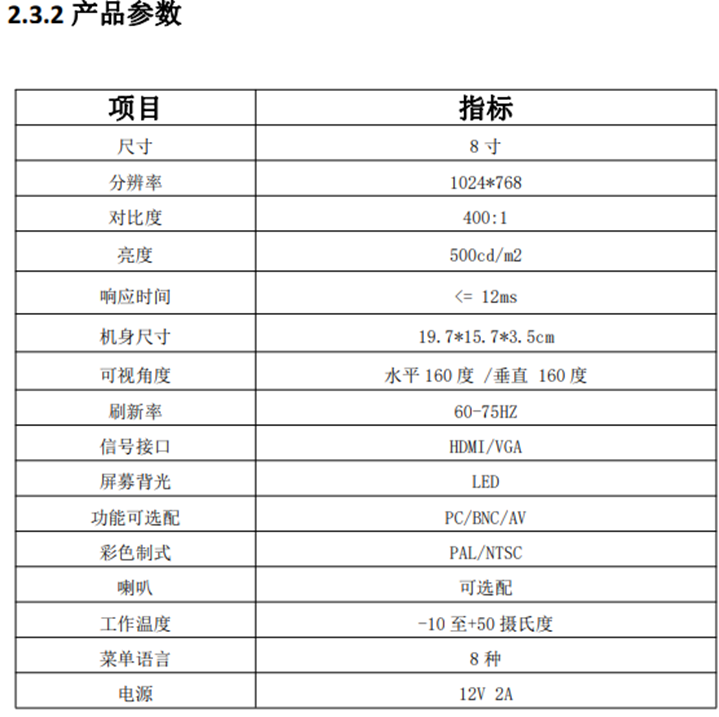 2.3.2 产品参数
项目 指标
尺寸 8 寸
分辨率 1024*768
对比度 400:1
亮度 500cd/m2
响应时间 <= 12ms
机身尺寸 19.7*15.7*3.5cm
可视角度 水平 160 度 /垂直 160 度
刷新率 60-75HZ
信号接口 HDMI/VGA
屏募背光 LED
功能可选配 PC/BNC/AV
彩色制式 PAL/NTSC
喇叭 可选配
工作温度 -10 至+50 摄氏度
菜单语言 8 种
电源 12V 2A